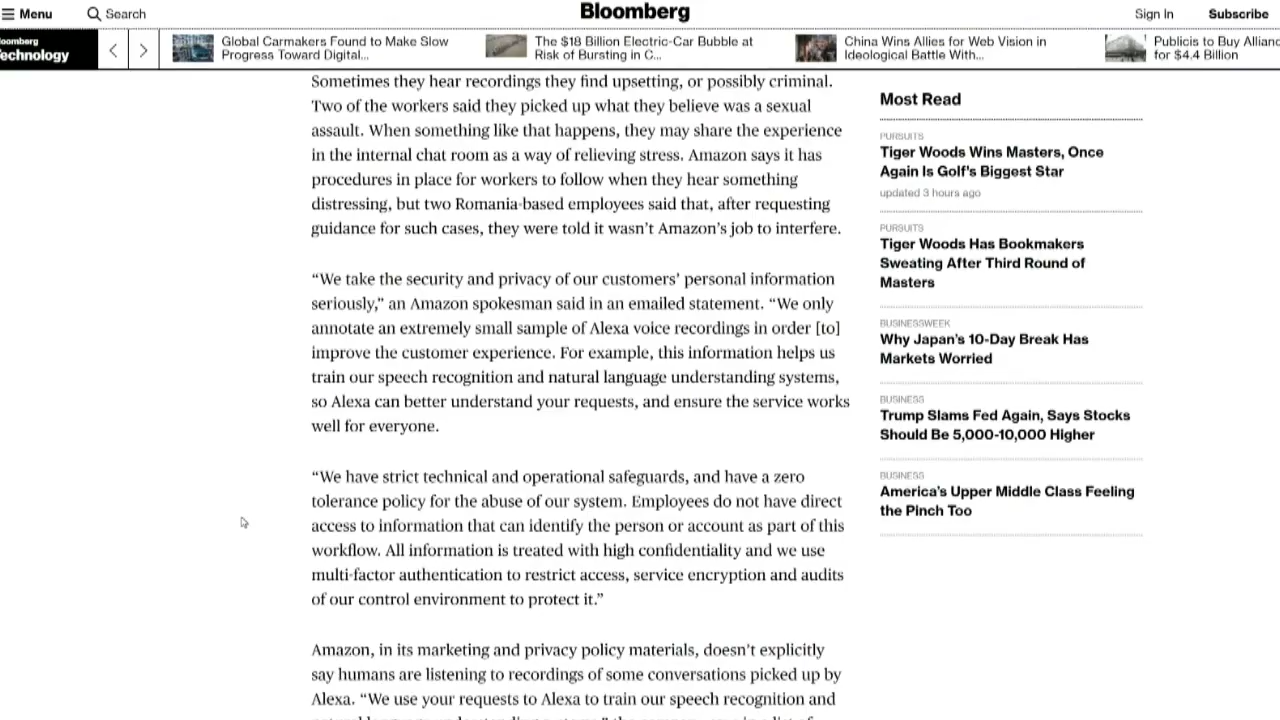 Menu
Search
Bloomberg
Sign In
Subscribe
loomberg
echnology
Global Carmakers Found to Make Slow
Progress Toward Digital...
The $18 Billion Electric-Car Bubble at
Risk of Bursting in C...
China Wins Allies for Web Vision in
Ideological Battle With...
Publicis to Buy Allianc
for $4.4 Billion
Sometimes they hear recordings they find upsetting, or possibly criminal.
Two of the workers said they picked up what they believe was a sexual
assault. When something like that happens, they may share the experience
in the internal chat room as a way of relieving stress. Amazon says it has
procedures in place for workers to follow when they hear something
distressing, but two Romania-based employees said that, after requesting
guidance for such cases, they were told it wasn’t Amazon’s job to interfere.
“We take the security and privacy of our customers’ personal information
seriously,” an Amazon spokesman said in an emailed statement. “We only
annotate an extremely small sample of Alexa voice recordings in order [to]
improve the customer experience. For example, this information helps us
train our speech recognition and natural language understanding systems,
so Alexa can better understand your requests, and ensure the service works
well for everyone.
“We have strict technical and operational safeguards, and have a zero
tolerance policy for the abuse of our system. Employees do not have direct
access to information that can identify the person or account as part of this
workflow. All information is treated with high confidentiality and we use
multi-factor authentication to restrict access, service encryption and audits
of our control environment to protect it.”
Amazon, in its marketing and privacy policy materials, doesn’t explicitly
say humans are listening to recordings of some conversations picked up by
Alexa. “We use your requests to Alexa to train our speech recognition and
Most Read
PURSUITS
Tiger Woods Wins Masters, Once
Again Is Golf’s Biggest Star
updated 3 hours ago
PURSUITS
Tiger Woods Has Bookmakers
Sweating After Third Round of
Masters
BUSINESSWEEK
Why Japan’s 10-Day Break Has
Markets Worried
BUSINESS
Trump Slams Fed Again, Says Stocks
Should Be 5,000-10,000 Higher
BUSINESS
America’s Upper Middle Class Feeling
the Pinch Too